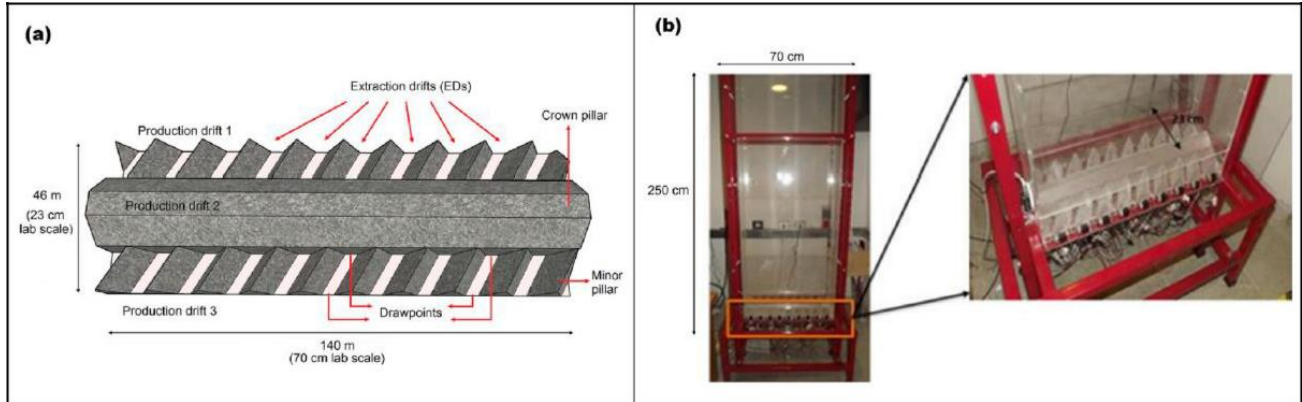 (a)
Extraction drifts (EDs)
Crown pillar
Production drift 1
46 m
(23 cm
lab scale)
Production drift 2
Minor
pillar
Production drift 3
Drawpoints
140 m
(70 cm lab scale)
(b)
70 cm
250 cm
23 cm